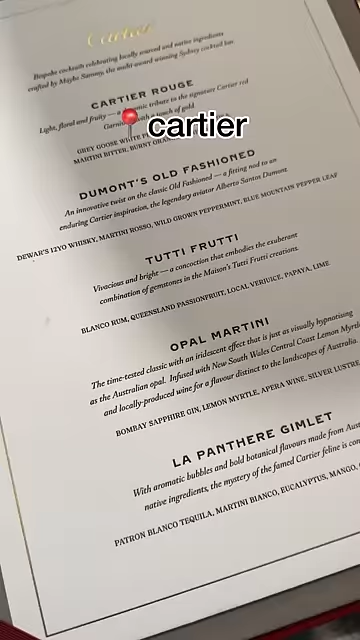 Cartier
Bespoke cocktails celebrating locally sourced and native ingredients
crafted by Maybe Sammy, the multi-award winning Sydney cocktail bar.
CARTIER ROUGE
Light, floral and fruity — a tribute to the signature Cartier red
Garni touch of gold.
GREY GOOSE WHITE
MARTINI BITTER, BURNT
📍 cartier
DUMONT'S OLD FASHIONED
An innovative twist on the classic Old Fashioned — a fitting nod to an
enduring Cartier inspiration, the legendary aviator Alberto Santos Dumont.
DEWAR'S 12YO WHISKY, MARTINI ROSSO, WILD GROWN PEPPERMINT, BLUE MOUNTAIN PEPPER LEAF
TUTTI FRUTTI
Vivacious and bright — a concoction that embodies the exuberant
combination of gemstones in the Maison's Tutti Frutti creations.
BLANCO RUM, QUEENSLAND PASSIONFRUIT, LOCAL VERJUICE, PAPAYA, LIME
OPAL MARTINI
The time-tested classic with an iridescent effect that is just as visually hypnotising
as the Australian opal. Infused with New South Wales Central Coast Lemon Myrtle
and locally-produced wine for a flavour distinct to the landscapes of Australia.
BOMBAY SAPPHIRE GIN, LEMON MYRTLE, APERA WINE, SILVER LUSTRE
LA PANTHERE GIMLET
With aromatic bubbles and bold botanical flavours made from Aust
native ingredients, the mystery of the famed Cartier feline is con
PATRON BLANCO TEQUILA, MARTINI BIANCO, EUCALYPTUS, MANGO,